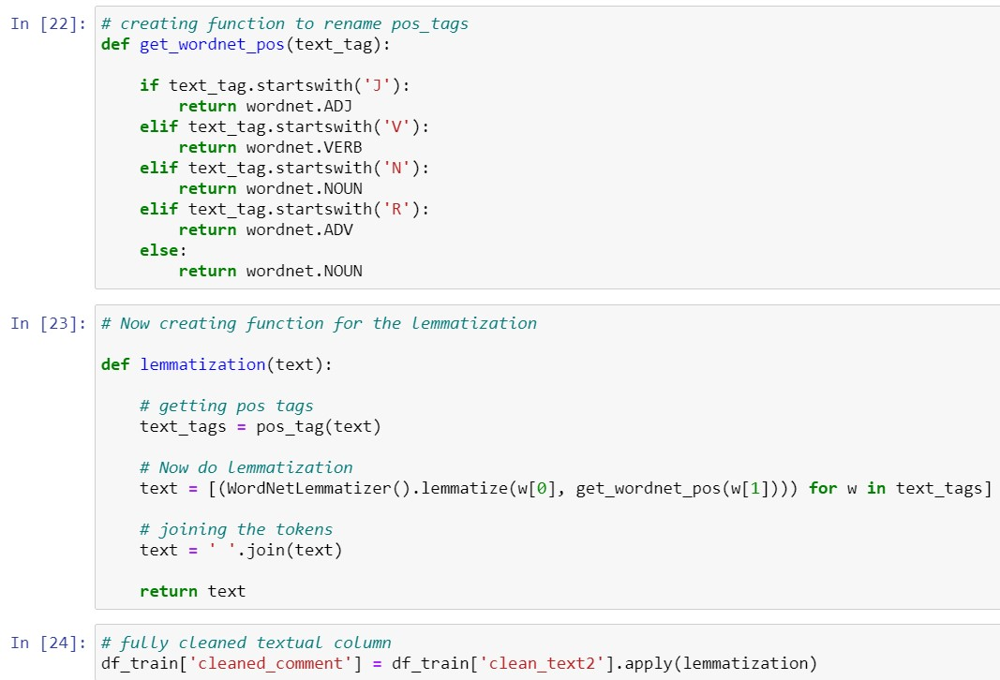 In [22]: # creating function to rename pos_tags
def get_wordnet_pos(text_tag):
    if text_tag.startswith('J'):
        return wordnet.ADJ
    elif text_tag.startswith('V'):
        return wordnet.VERB
    elif text_tag.startswith('N'):
        return wordnet.NOUN
    elif text_tag.startswith('R'):
        return wordnet.ADV
    else:
        return wordnet.NOUN
In [23]: # Now creating function for the lemmatization
def lemmatization(text):
    # getting pos tags
    text_tags = pos_tag(text)
    # Now do lemmatization
    text = [(WordNetLemmatizer().lemmatize(w[0], get_wordnet_pos(w[1]))) for w in text_tags]
    # joining the tokens
    text = ' '.join(text)
    return text
In [24]: # fully cleaned textual column
df_train['cleaned_comment'] = df_train['clean_text2'].apply(lemmatization)